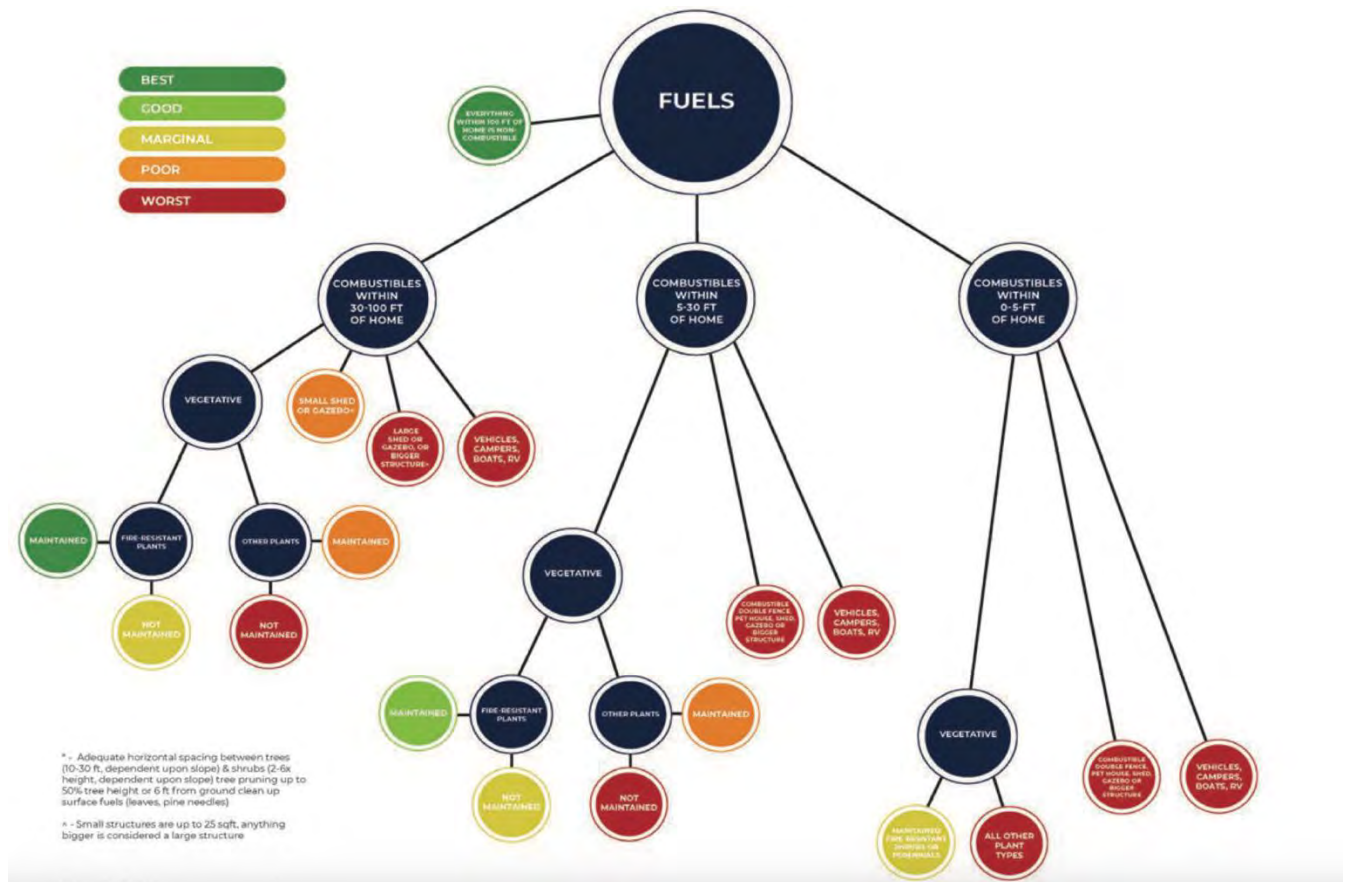 BEST
GOOD
MARGINAL
POOR
WORST
FUELS
EVERYTHING
WITHIN 100 FT OF
HOME IS NON-
COMBUSTIBLE
COMBUSTIBLES
WITHIN
30-100 FT
OF HOME
COMBUSTIBLES
WITHIN
5-30 FT
OF HOME
COMBUSTIBLES
WITHIN
0-5-FT
OF HOME
VEGETATIVE
SMALL SHED
OR GAZEBO^
LARGE
SHED OR
GAZEBO, OR
BIGGER
STRUCTURE^
VEHICLES,
CAMPERS,
BOATS, RV
MAINTAINED
FIRE-RESISTANT
PLANTS
OTHER PLANTS
MAINTAINED
NOT
MAINTAINED
NOT
MAINTAINED
VEGETATIVE
COMBUSTIBLE
DOUBLE FENCE,
PET HOUSE, SHED,
GAZEBO OR
BIGGER
STRUCTURE
VEHICLES,
CAMPERS,
BOATS, RV
MAINTAINED
FIRE-RESISTANT
PLANTS
OTHER PLANTS
MAINTAINED
NOT
MAINTAINED
NOT
MAINTAINED
VEGETATIVE
COMBUSTIBLE
DOUBLE FENCE,
PET HOUSE, SHED,
GAZEBO OR
BIGGER
STRUCTURE
VEHICLES,
CAMPERS,
BOATS, RV
MAINTAINED
FIRE-RESISTANT
SHRUBS OR
PERENNIALS
ALL OTHER
PLANT
TYPES
* - Adequate horizontal spacing between trees
(10-30 ft, dependent upon slope) & shrubs (2-6x
height, dependent upon slope) tree pruning up to
50% tree height or 6 ft from ground clean up
surface fuels (leaves, pine needles)
^ - Small structures are up to 25 sqft, anything
bigger is considered a large structure